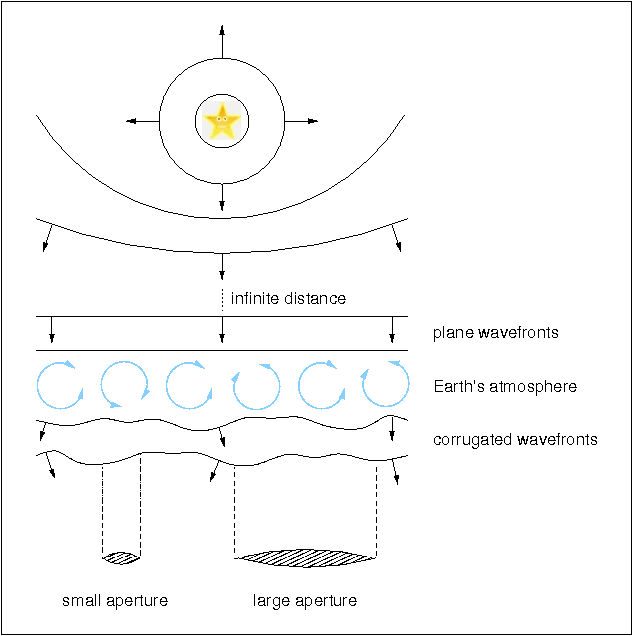 infinite distance
plane wavefronts
Earth's atmosphere
corrugated wavefronts
small aperture
large aperture